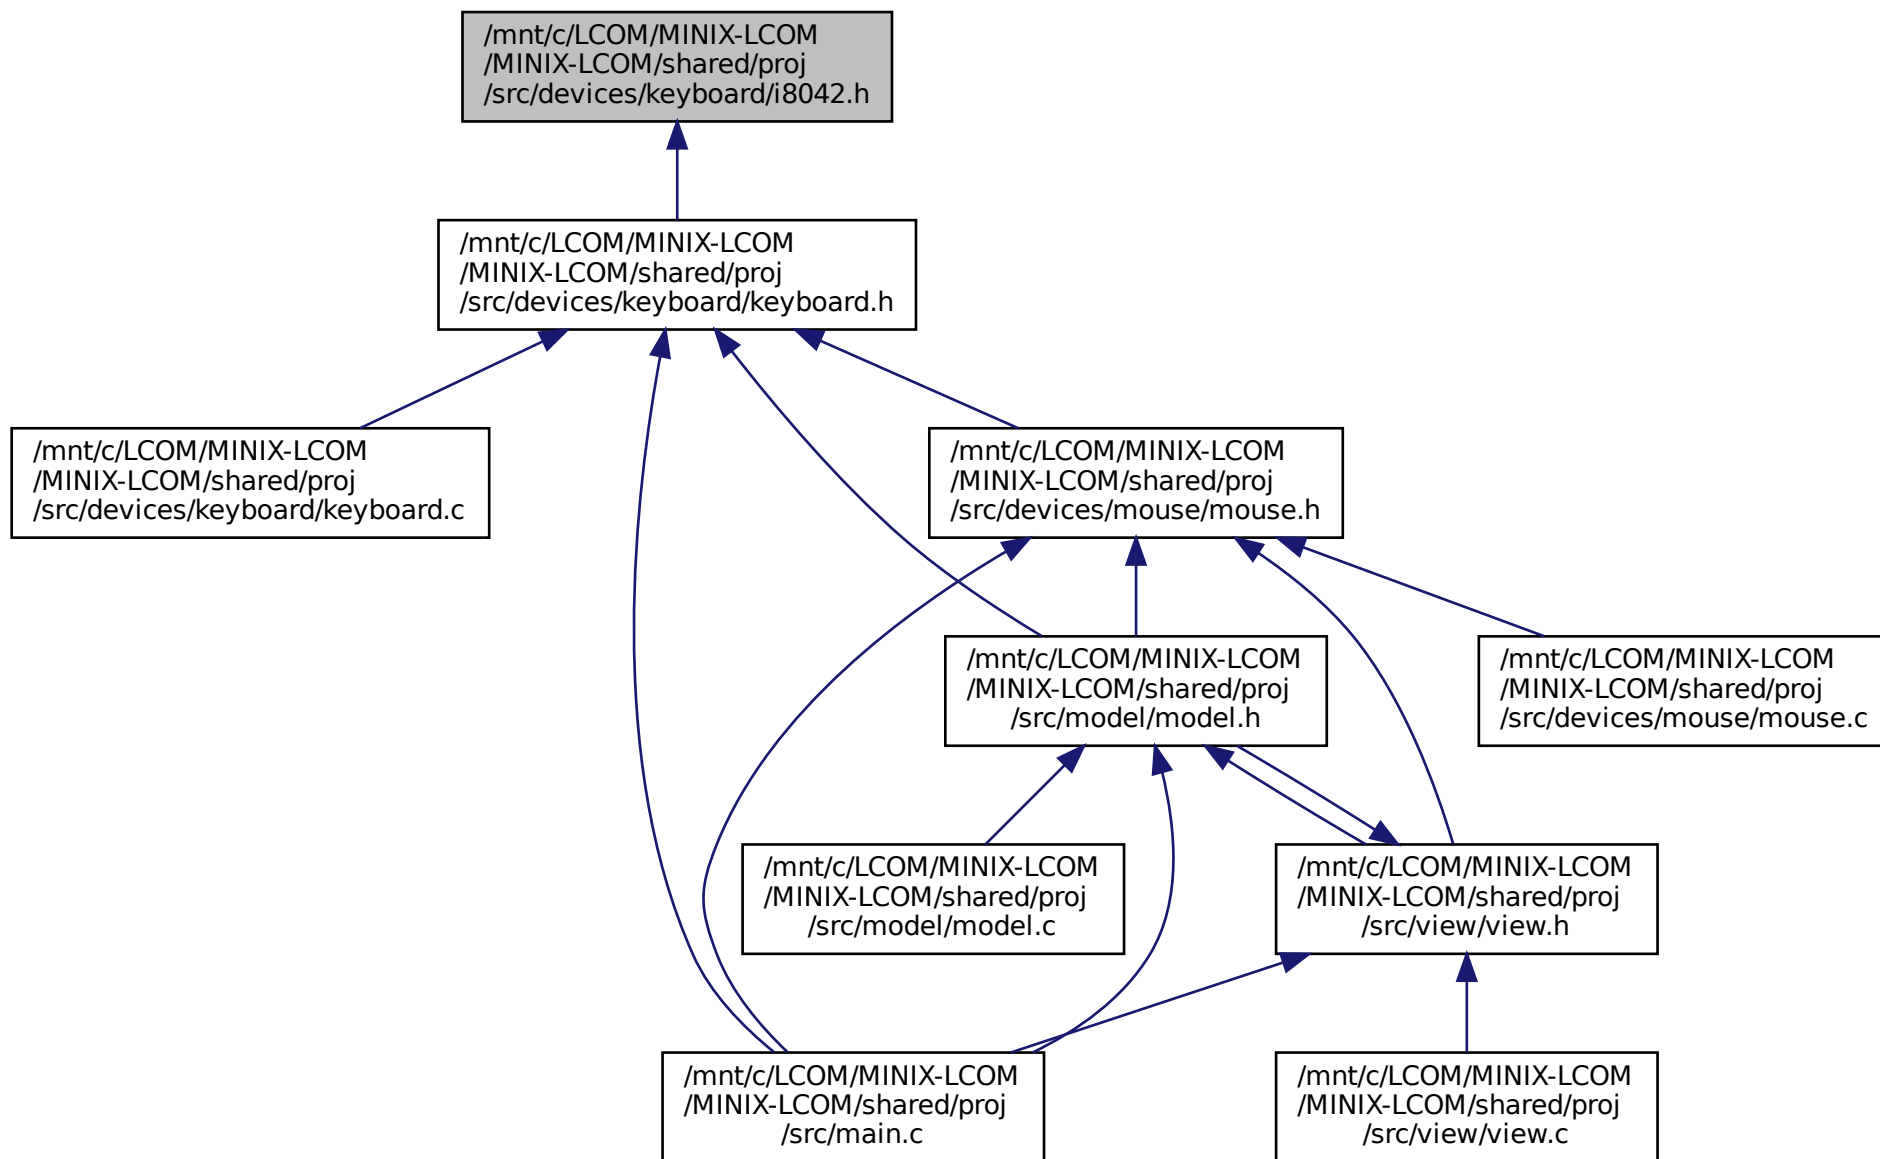 /mnt/c/LCOM/MINIX-LCOM
/MINIX-LCOM/shared/proj
/src/devices/keyboard/i8042.h
/mnt/c/LCOM/MINIX-LCOM
/MINIX-LCOM/shared/proj
/src/devices/keyboard/keyboard.h
/mnt/c/LCOM/MINIX-LCOM
/MINIX-LCOM/shared/proj
/src/devices/keyboard/keyboard.c
/mnt/c/LCOM/MINIX-LCOM
/MINIX-LCOM/shared/proj
/src/devices/mouse/mouse.h
/mnt/c/LCOM/MINIX-LCOM
/MINIX-LCOM/shared/proj
/src/model/model.h
/mnt/c/LCOM/MINIX-LCOM
/MINIX-LCOM/shared/proj
/src/devices/mouse/mouse.c
/mnt/c/LCOM/MINIX-LCOM
/MINIX-LCOM/shared/proj
/src/model/model.c
/mnt/c/LCOM/MINIX-LCOM
/MINIX-LCOM/shared/proj
/src/view/view.h
/mnt/c/LCOM/MINIX-LCOM
/MINIX-LCOM/shared/proj
/src/main.c
/mnt/c/LCOM/MINIX-LCOM
/MINIX-LCOM/shared/proj
/src/view/view.c